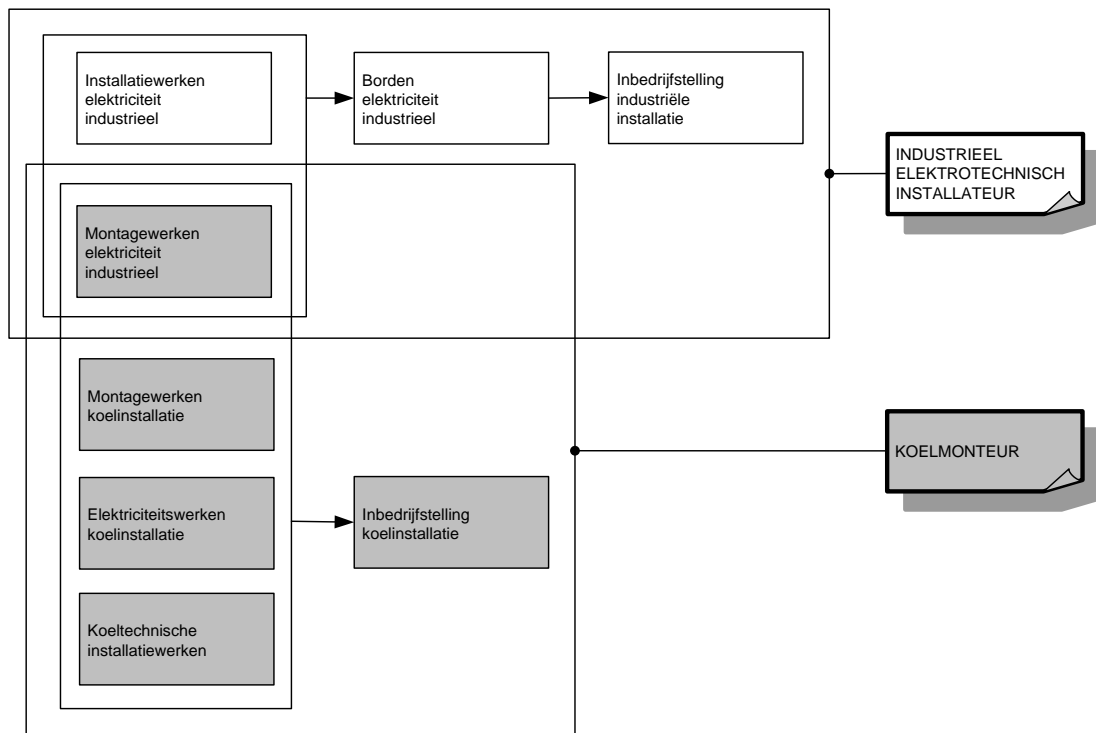 Installatiewerken
elektriciteit
industrieel
Borden
elektriciteit
industrieel
Inbedrijfstelling
industriële
installatie
INDUSTRIEEL
ELEKTROTECHNISCH
INSTALLATEUR
Montagewerken
elektriciteit
industrieel
Montagewerken
koelinstallatie
KOELMONTEUR
Elektriciteitswerken
koelinstallatie
Inbedrijfstelling
koelinstallatie
Koeltechnische
installatiewerken